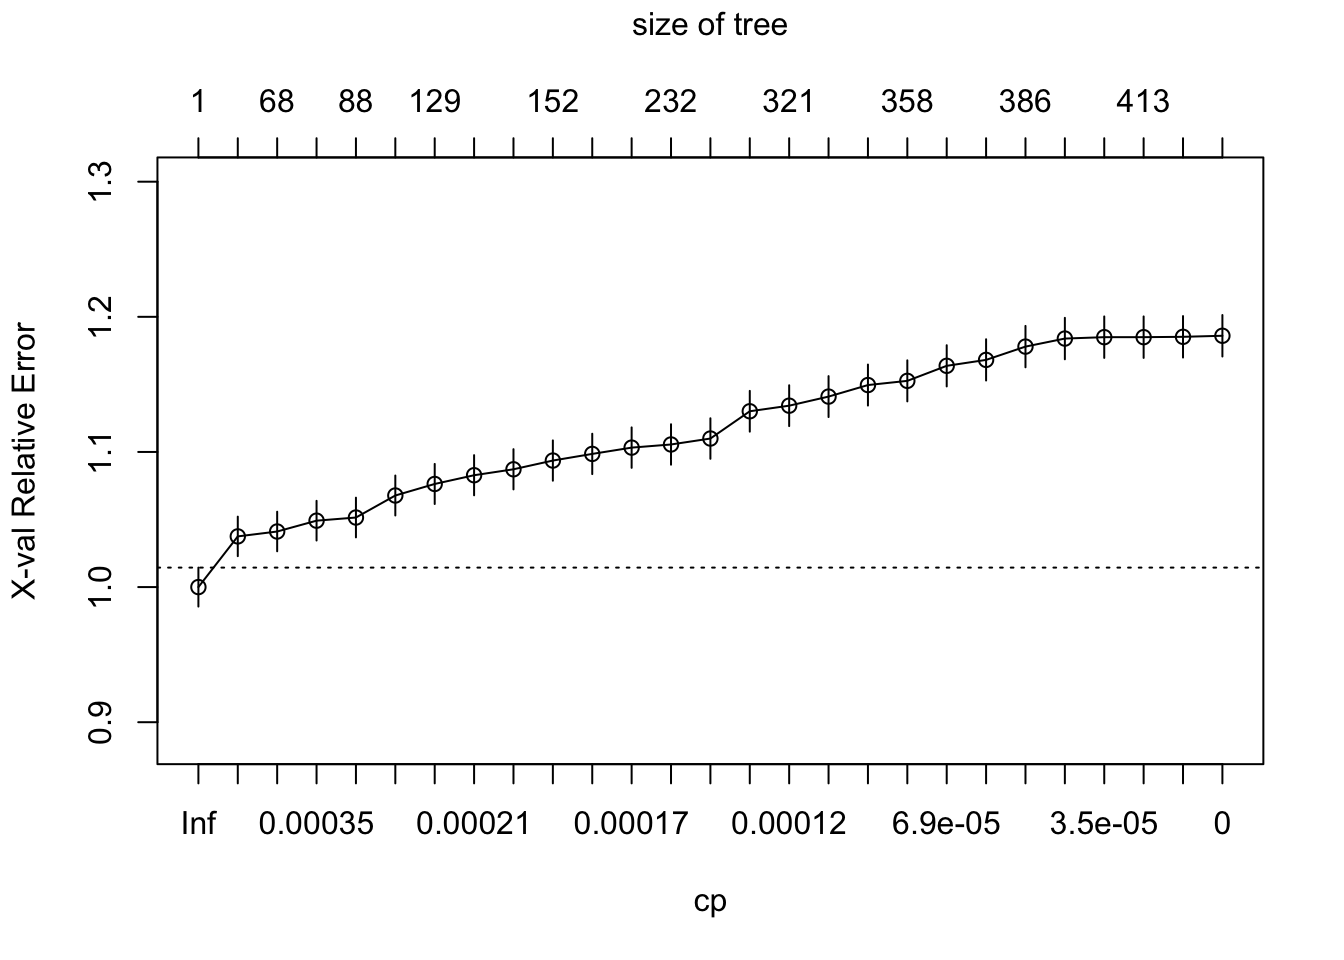 size of tree
1 68 88 129 152 232 321 358 386 413
1.3
1.2
1.1
1.0
0.9
X-val Relative Error
Inf 0.00035 0.00021 0.00017 0.00012 6.9e-05 3.5e-05 0
cp